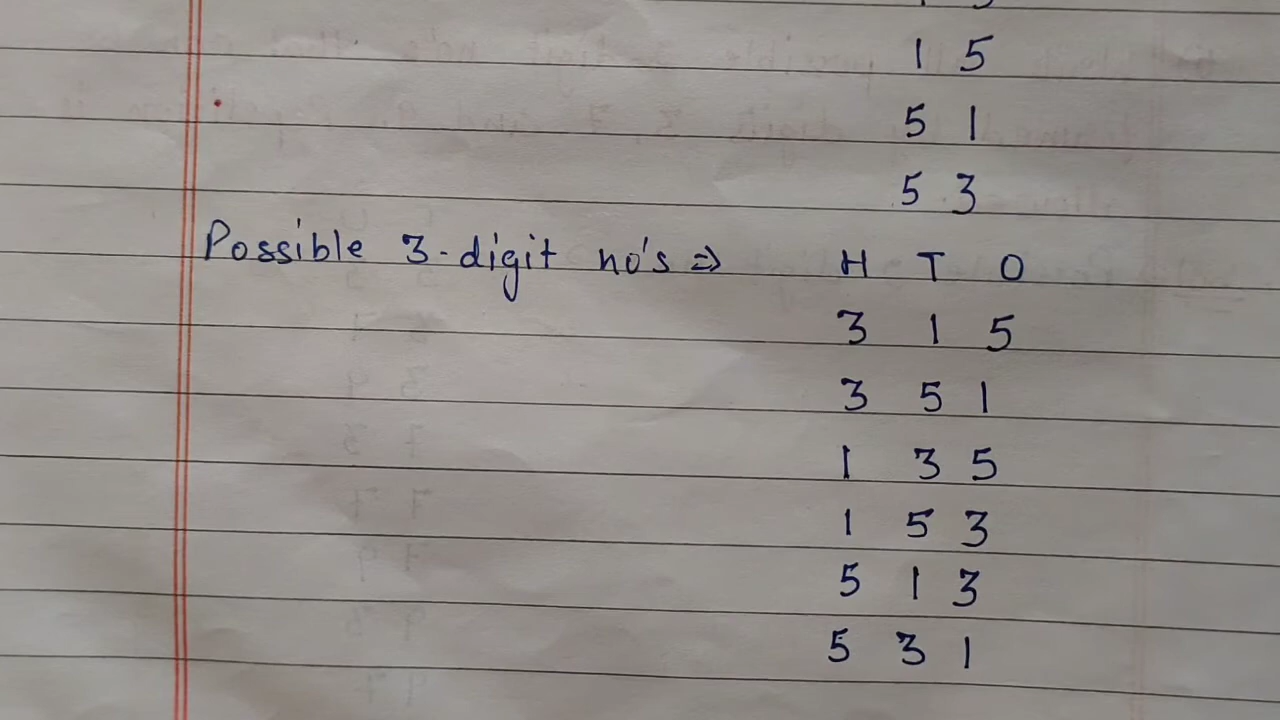 1 5
5 1
5 3
Possible 3-digit no's ⇒ H T O
3 1 5
3 5 1
1 3 5
1 5 3
5 1 3
5 3 1